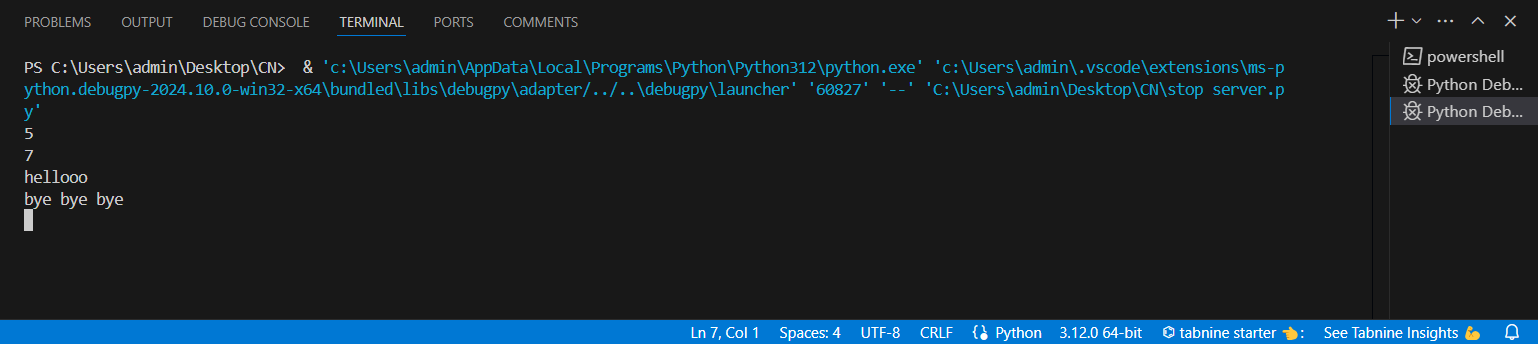 PROBLEMS OUTPUT DEBUG CONSOLE TERMINAL PORTS COMMENTS
PS C:\Users\admin\Desktop\CN>  & 'c:\Users\admin\AppData\Local\Programs\Python\Python312\python.exe' 'c:\Users\admin\.vscode\extensions\ms-p
ython.debugpy-2024.10.0-win32-x64\bundled\libs\debugpy\adapter/../..\debugpy\launcher' '60827' '--' 'C:\Users\admin\Desktop\CN\stop server.p
y'
5
7
hellooo
bye bye bye
powershell
Python Deb...
Python Deb...
Ln 7, Col 1 Spaces: 4 UTF-8 CRLF Python 3.12.0 64-bit tabnine starter 👈: See Tabnine Insights 💪